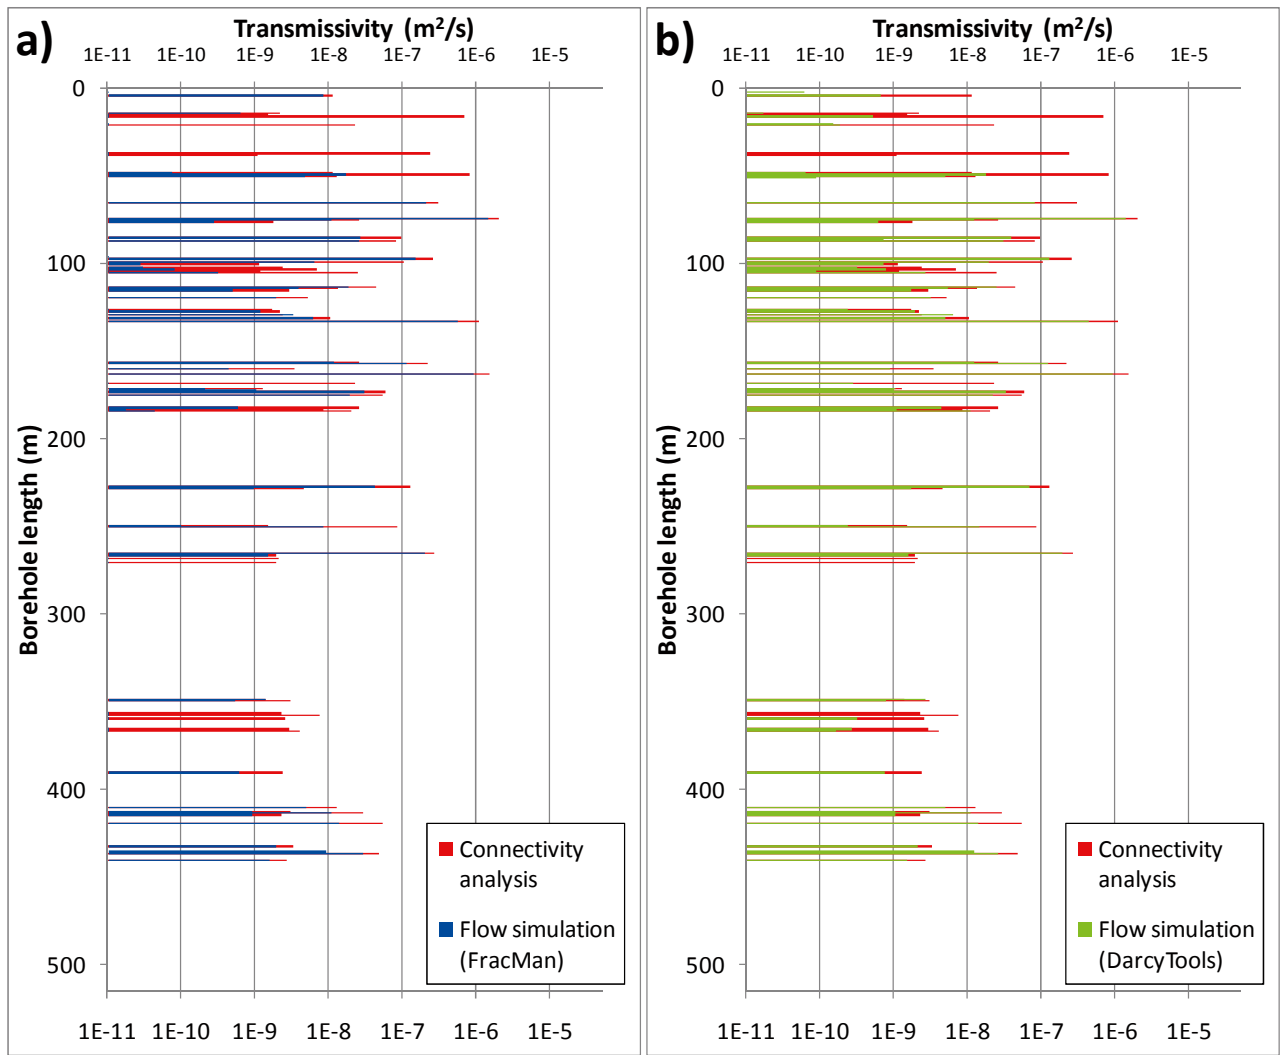 a)
Transmissivity (m²/s)
1E-11 1E-10 1E-9 1E-8 1E-7 1E-6 1E-5
0
100
200
300
400
500
Borehole length (m)
Connectivity
analysis
Flow simulation
(FracMan)
1E-11 1E-10 1E-9 1E-8 1E-7 1E-6 1E-5
b)
Transmissivity (m²/s)
1E-11 1E-10 1E-9 1E-8 1E-7 1E-6 1E-5
0
100
200
300
400
500
Borehole length (m)
Connectivity
analysis
Flow simulation
(DarcyTools)
1E-11 1E-10 1E-9 1E-8 1E-7 1E-6 1E-5